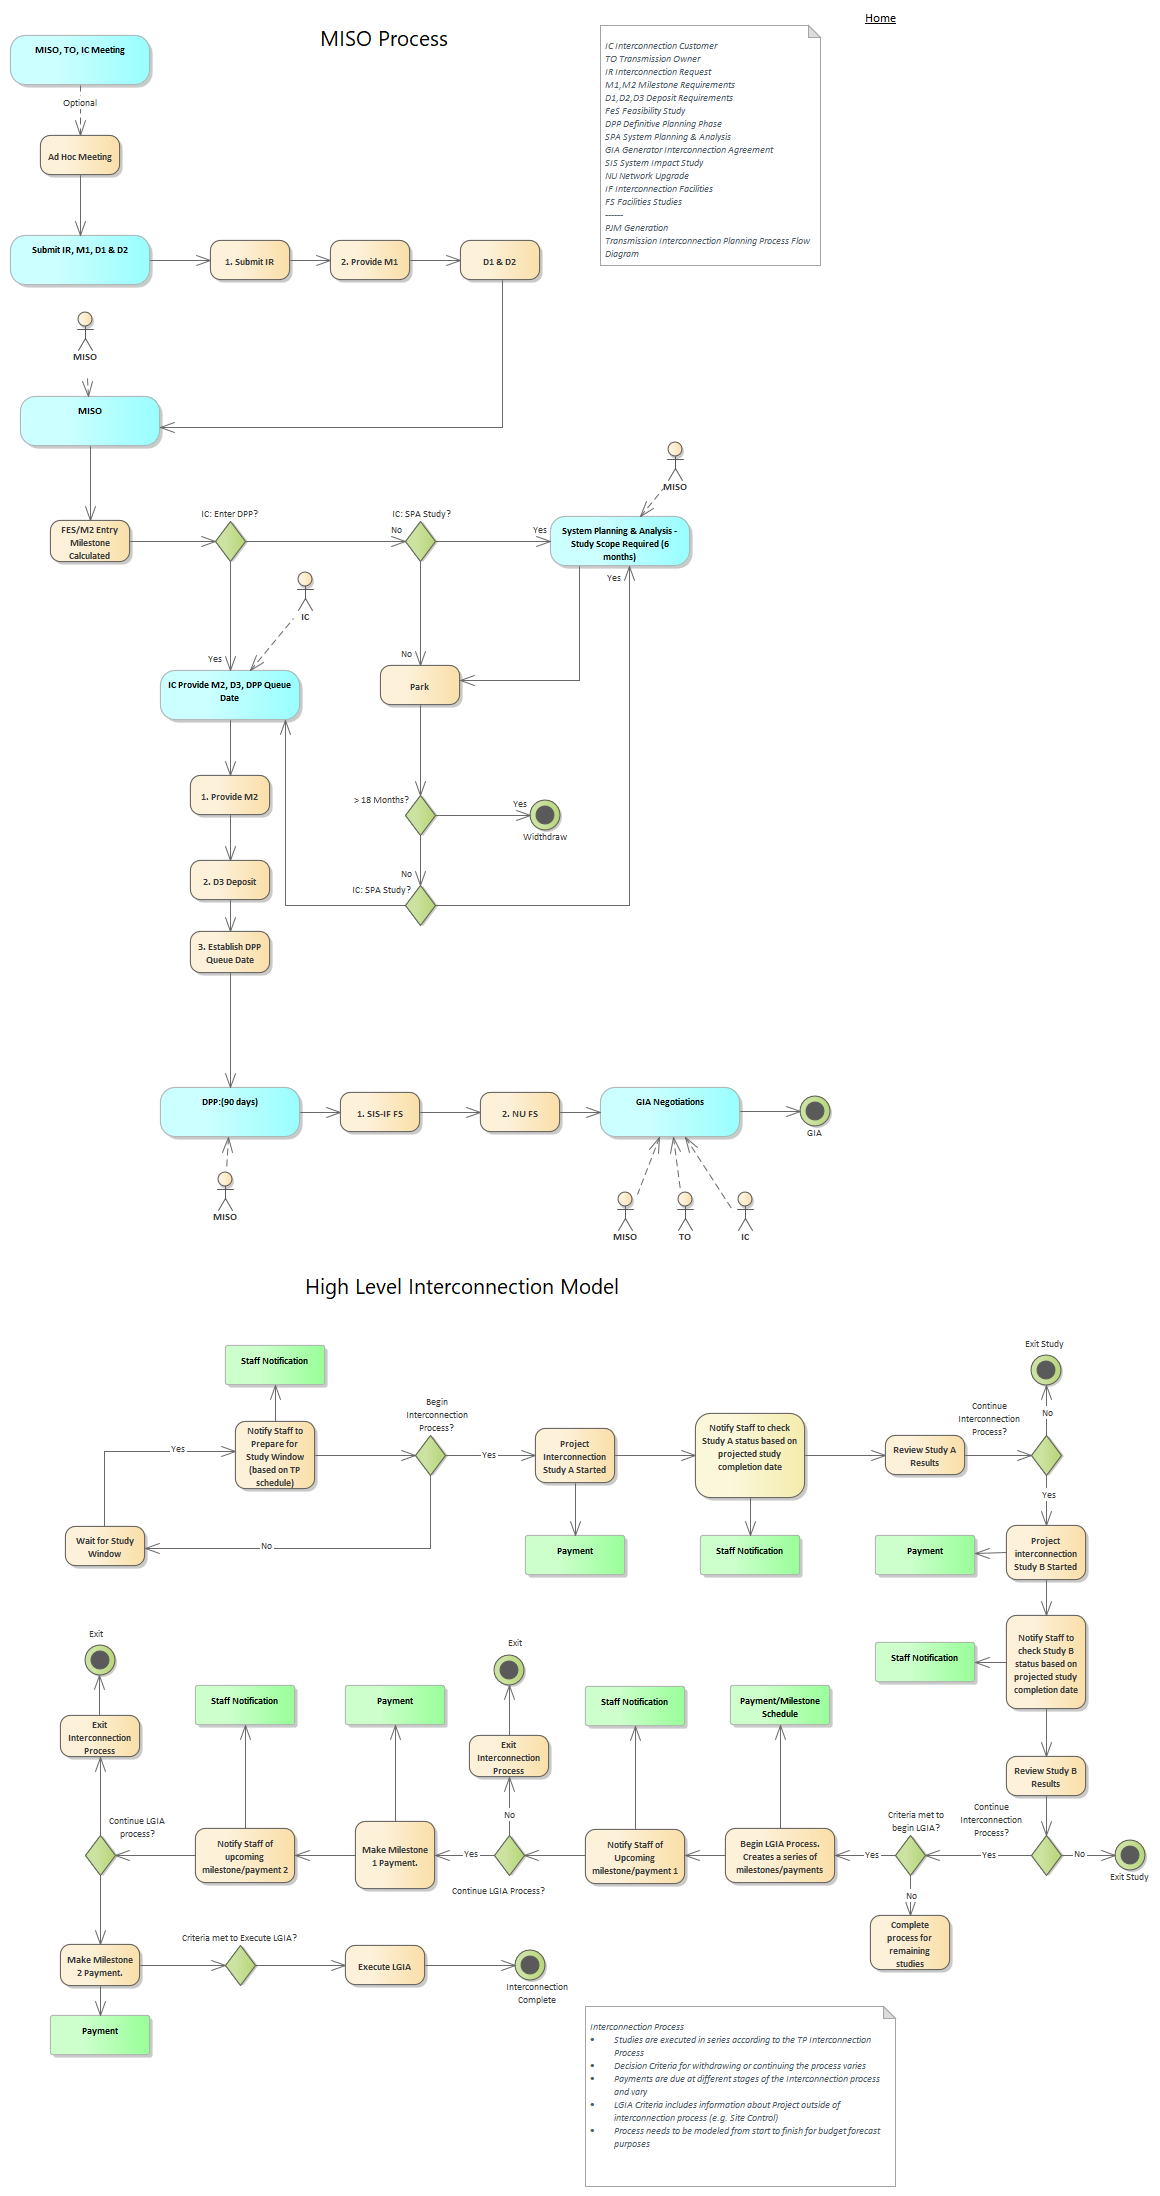 Home
MISO Process
MISO, TO, IC Meeting
Optional
Ad Hoc Meeting
IC Interconnection Customer
TO Transmission Owner
IR Interconnection Request
M1,M2 Milestone Requirements
D1,D2,D3 Deposit Requirements
FeS Feasibility Study
DPP Definitive Planning Phase
SPA System Planning & Analysis
GIA Generator Interconnection Agreement
SIS System Impact Study
NU Network Upgrade
IF Interconnection Facilities
FS Facilities Studies
------
PJM Generation
Transmission Interconnection Planning Process Flow
Diagram
Submit IR, M1, D1 & D2
1. Submit IR
2. Provide M1
D1 & D2
MISO
MISO
MISO
FES/M2 Entry
Milestone
Calculated
IC: Enter DPP?
No
IC: SPA Study?
Yes
System Planning & Analysis -
Study Scope Required (6
months)
Yes
IC
Yes
No
IC Provide M2, D3, DPP Queue
Date
Park
1. Provide M2
> 18 Months?
Yes
Widthdraw
No
IC: SPA Study?
2. D3 Deposit
3. Establish DPP
Queue Date
DPP:(90 days)
1. SIS-IF FS
2. NU FS
GIA Negotiations
GIA
MISO
MISO
TO
IC
High Level Interconnection Model
Staff Notification
Notify Staff to
Prepare for
Study Window
(based on TP
schedule)
Yes
Wait for Study
Window
No
Begin
Interconnection
Process?
Yes
Project
Interconnection
Study A Started
Payment
Notify Staff to check
Study A status based on
projected study
completion date
Staff Notification
Review Study A
Results
Continue
Interconnection
Process?
Exit Study
No
Yes
Project
interconnection
Study B Started
Payment
Notify Staff to
check Study B
status based on
projected study
completion date
Staff Notification
Review Study B
Results
Continue
Interconnection
Process?
No
Exit Study
Yes
Criteria met to
begin LGIA?
No
Complete
process for
remaining
studies
Yes
Begin LGIA Process.
Creates a series of
milestones/payments
Payment/Milestone
Schedule
Notify Staff of
Upcoming
milestone/payment 1
Staff Notification
Continue LGIA Process?
No
Exit
Interconnection
Process
Exit
Yes
Make Milestone
1 Payment.
Payment
Notify Staff of
upcoming
milestone/payment 2
Staff Notification
Continue LGIA
process?
Exit
Interconnection
Process
Exit
Make Milestone
2 Payment.
Payment
Criteria met to Execute LGIA?
Execute LGIA
Interconnection
Complete
Interconnection Process
• Studies are executed in series according to the TP Interconnection
Process
• Decision Criteria for withdrawing or continuing the process varies
• Payments are due at different stages of the Interconnection process
and vary
• LGIA Criteria includes information about Project outside of
interconnection process (e.g. Site Control)
• Process needs to be modeled from start to finish for budget forecast
purposes